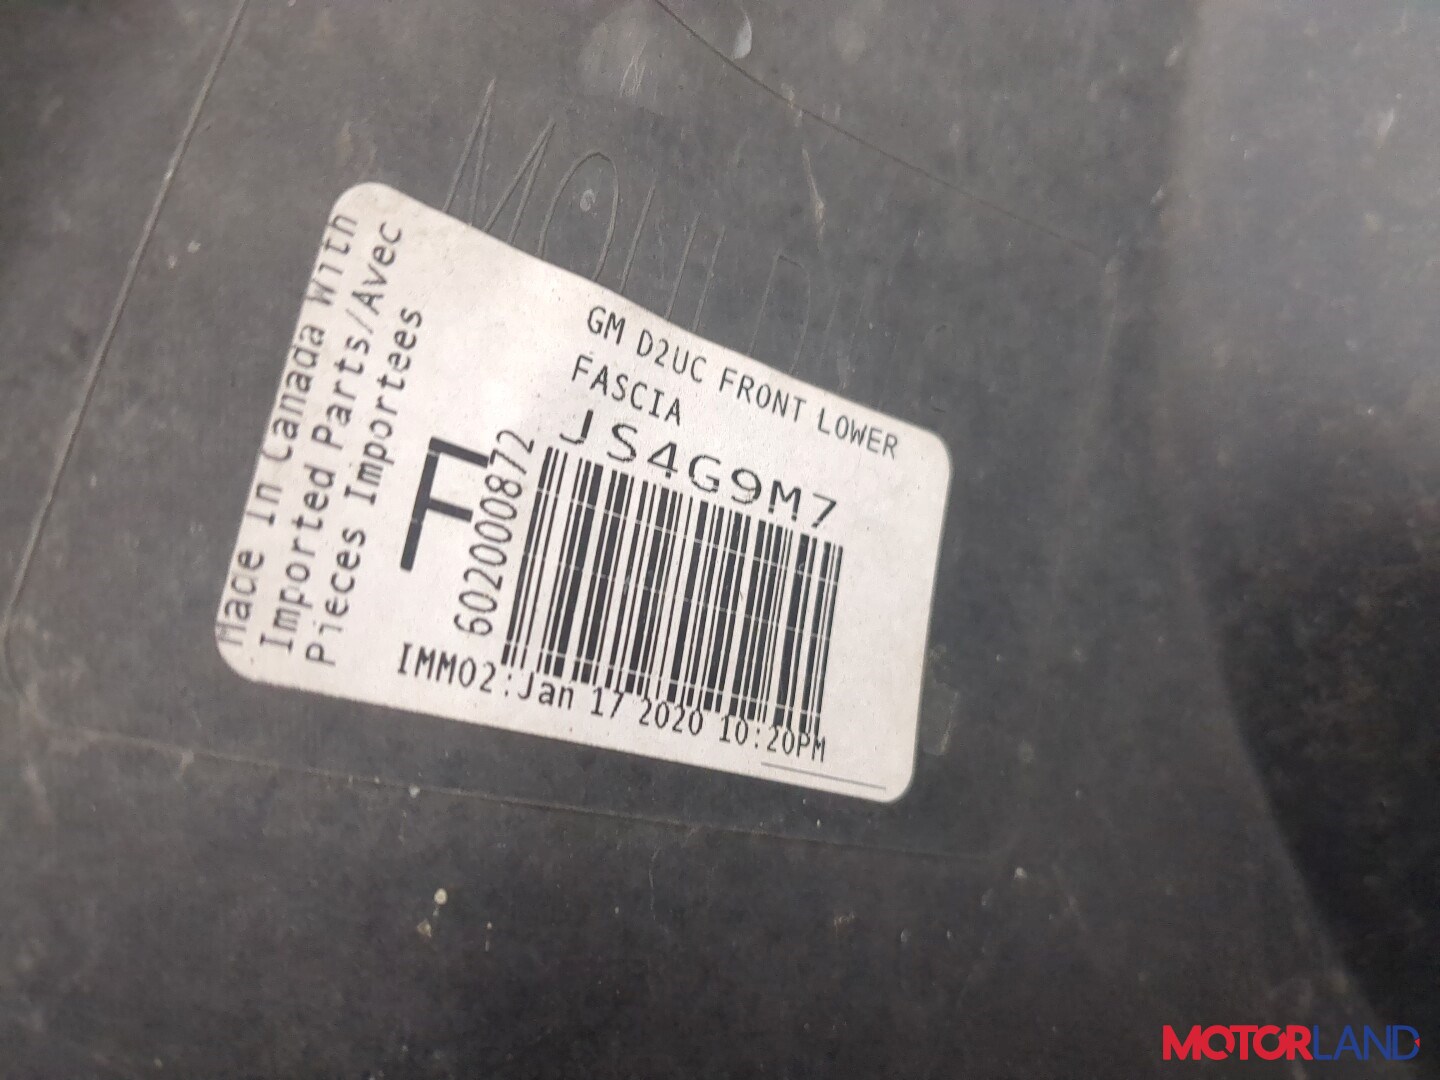 GM D2UC FRONT LOWER
FASCIA
JS4G9M7
F
6020000872
IMM02:Jan 17 2020 10:20PM
Made In Canada With
Imported Parts/Avec
Pieces Importees
MOTORLAND